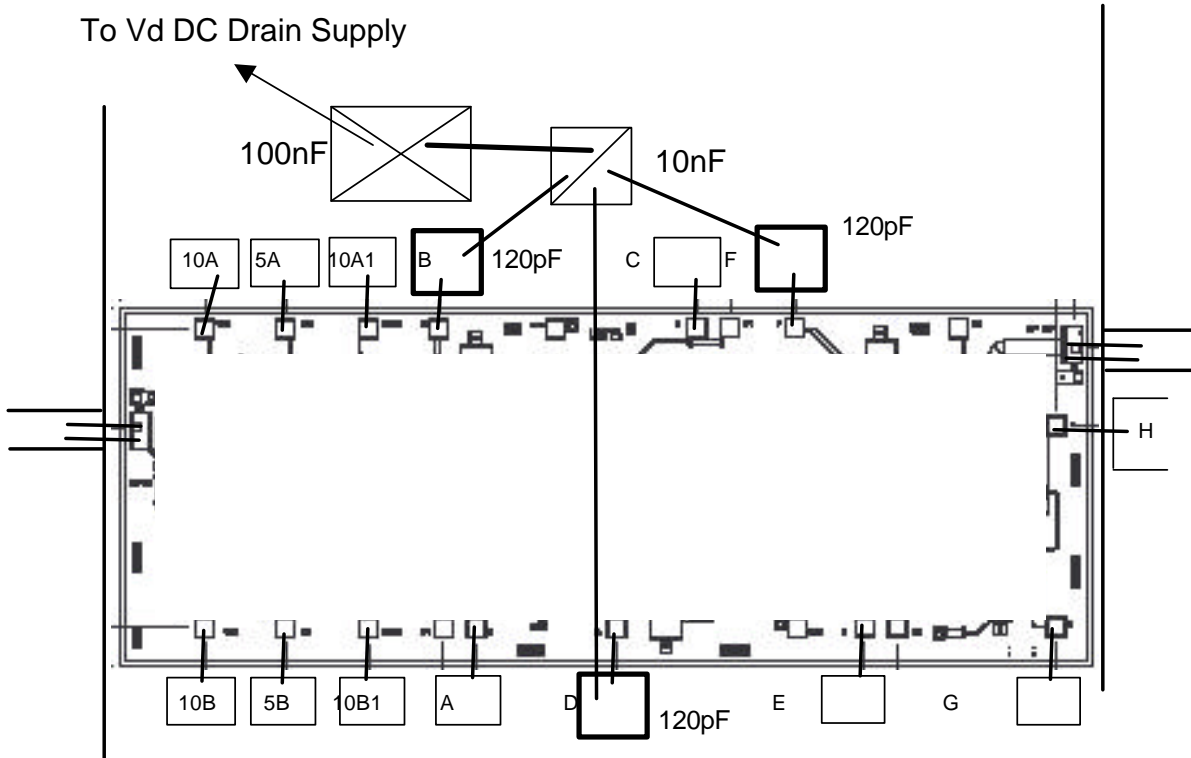 To Vd DC Drain Supply
100nF
10nF
120pF
10A
5A
10A1
B
120pF
C
F
H
10B
5B
10B1
A
D
120pF
E
G